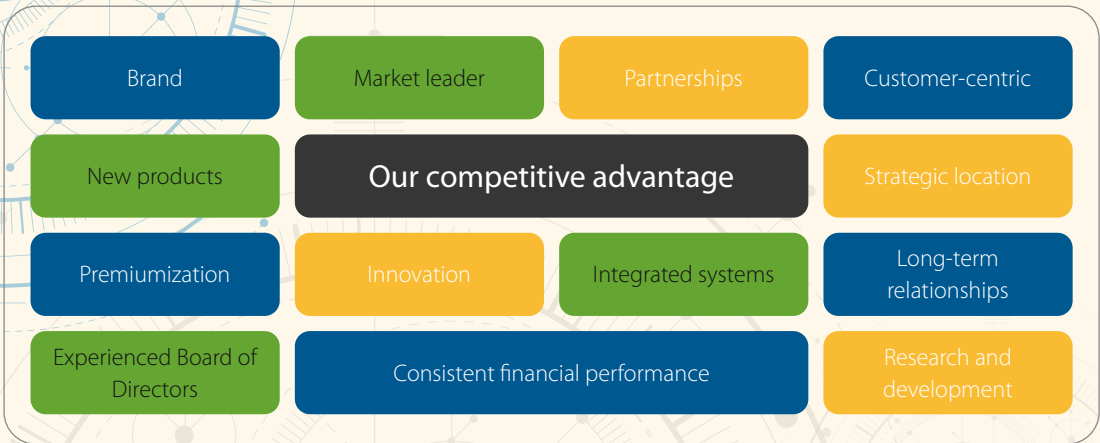 Brand
Market leader
Partnerships
Customer-centric
New products
Our competitive advantage
Strategic location
Premiumization
Innovation
Integrated systems
Long-term
relationships
Experienced Board of
Directors
Consistent financial performance
Research and
development